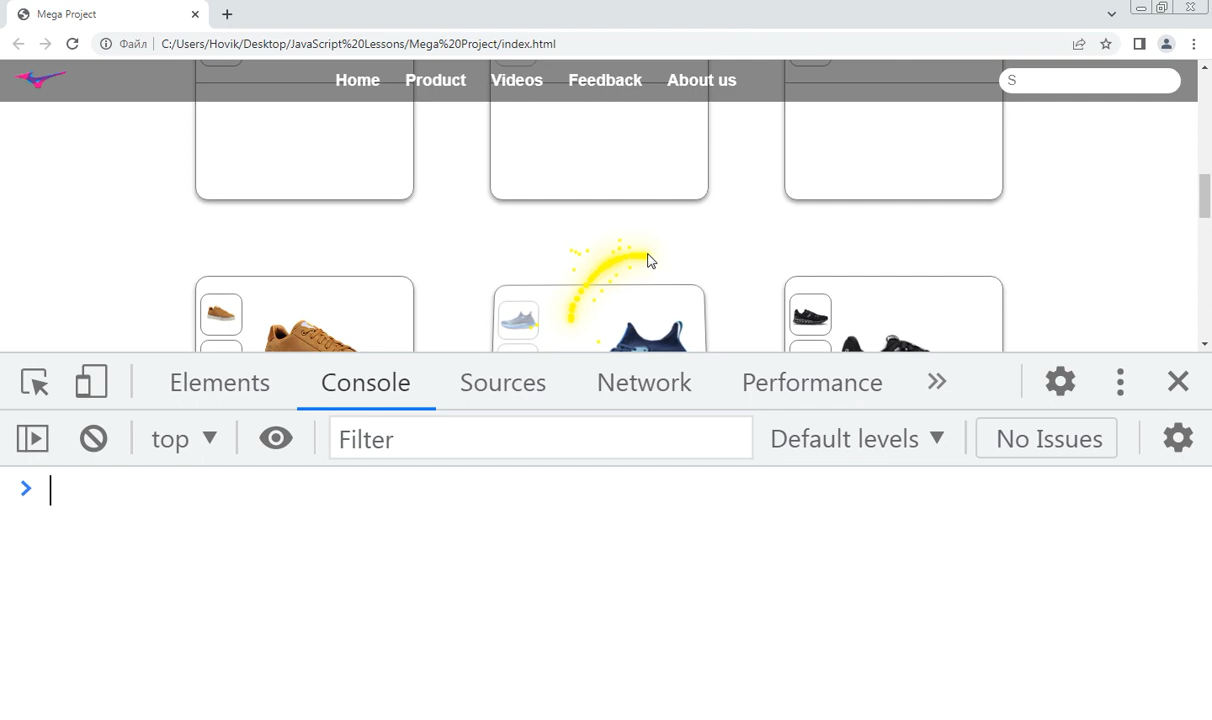 Mega Project
Файл
C:/Users/Hovik/Desktop/JavaScript%20Lessons/Mega%20Project/index.html
Home Product Videos Feedback About us
S
Elements Console Sources Network Performance
top Filter Default levels No Issues